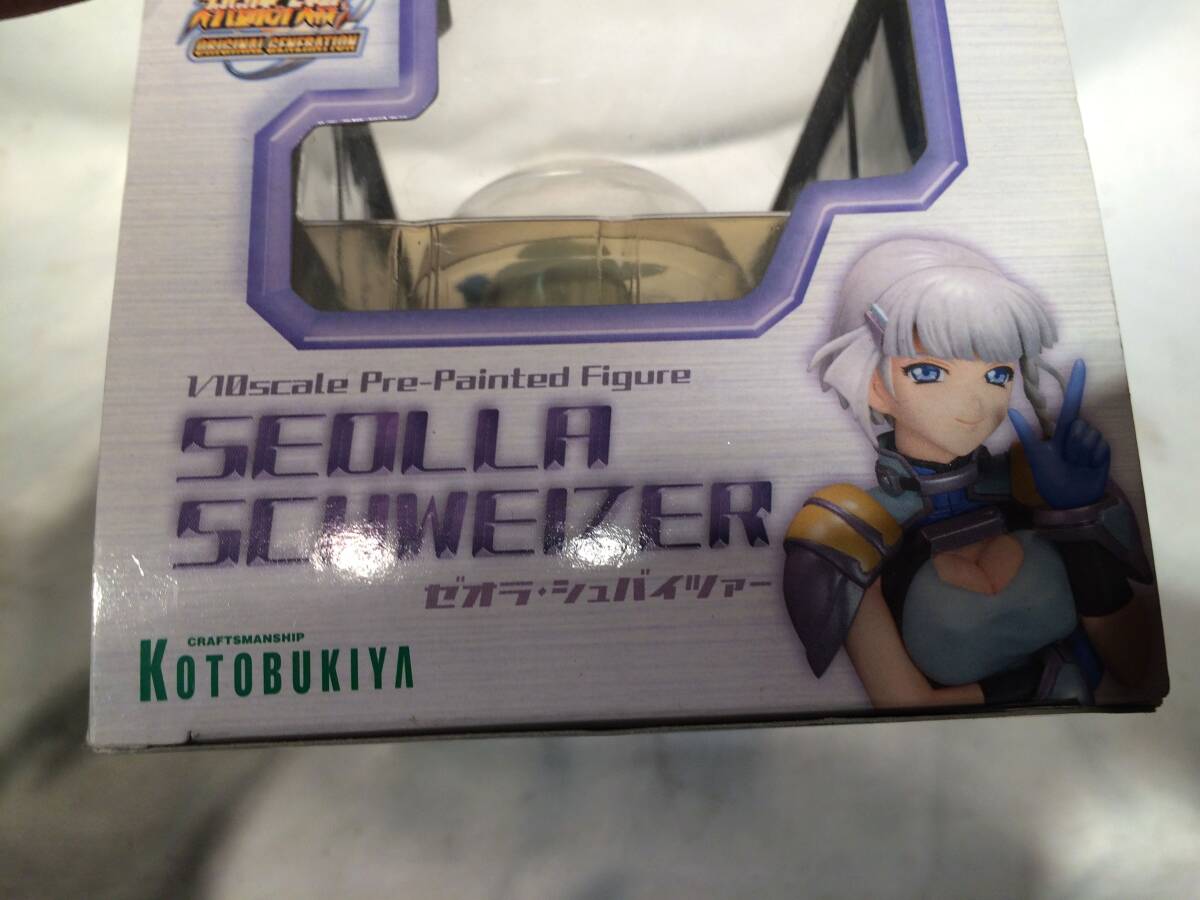 ORIGINAL GENERATION
1/10scale Pre-Painted Figure
SEOLLA
SCHWEIZER
ゼオラ・シュバイツァー
CRAFTSMANSHIP
KOTOBUKIYA